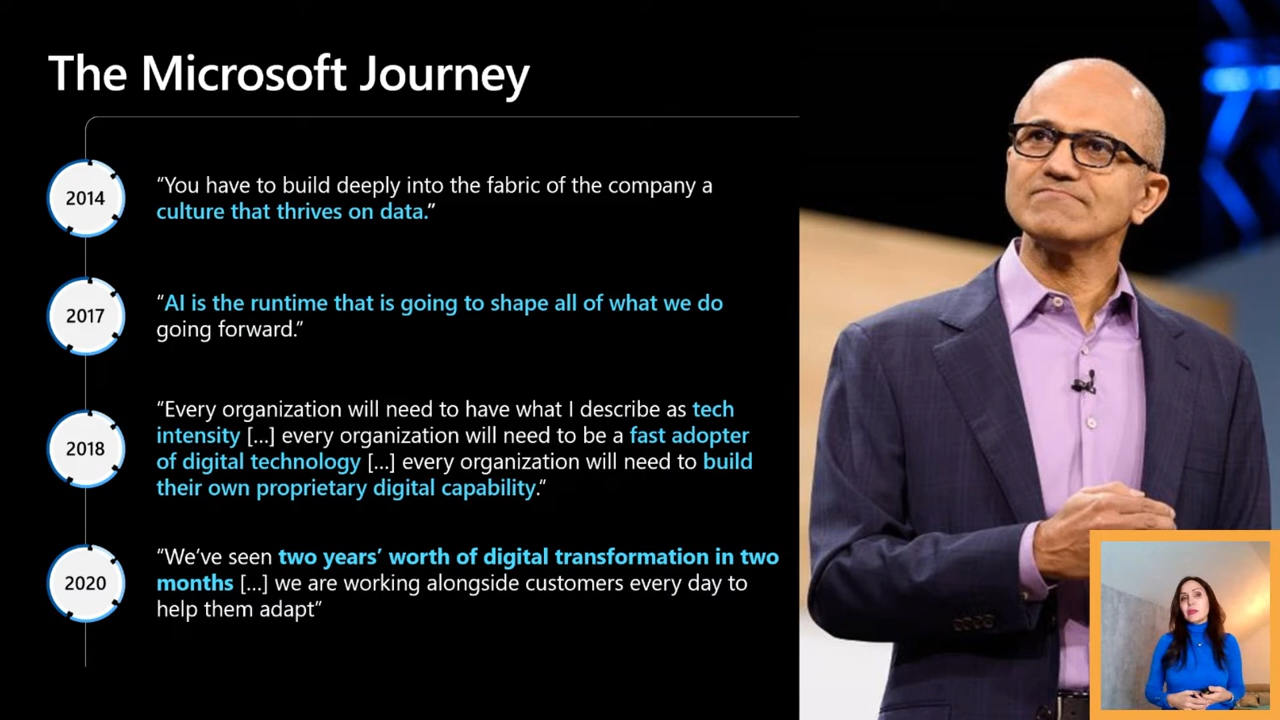 The Microsoft Journey
2014
“You have to build deeply into the fabric of the company a
culture that thrives on data.”
2017
“AI is the runtime that is going to shape all of what we do
going forward.”
2018
“Every organization will need to have what I describe as tech
intensity [...] every organization will need to be a fast adopter
of digital technology [...] every organization will need to build
their own proprietary digital capability.”
2020
“We’ve seen two years’ worth of digital transformation in two
months [...] we are working alongside customers every day to
help them adapt”